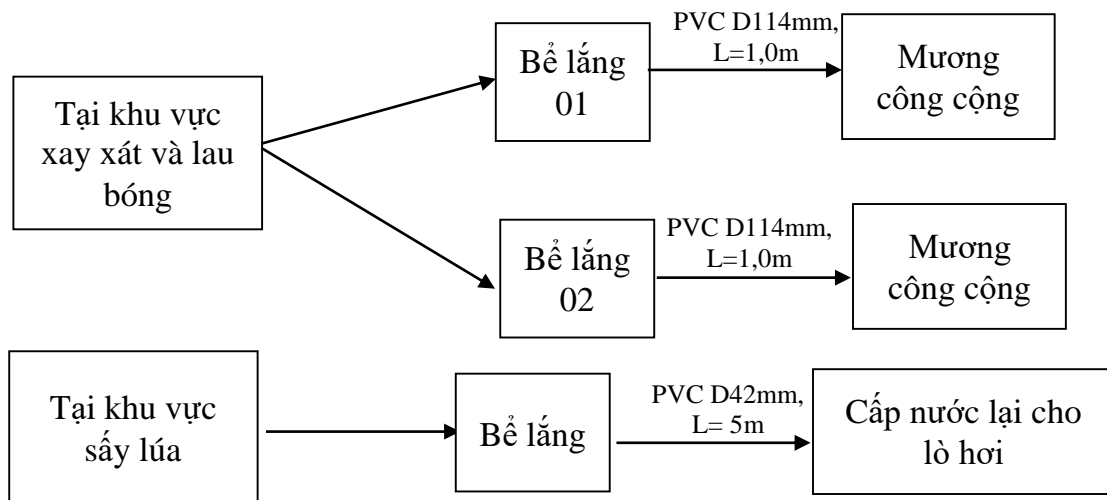 Tại khu vực
xay xát và lau
bóng
Bể lắng
01
PVC D114mm,
L=1,0m
Mương
công cộng
Bể lắng
02
PVC D114mm,
L=1,0m
Mương
công cộng
Tại khu vực
sấy lúa
Bể lắng
PVC D42mm,
L= 5m
Cấp nước lại cho
lò hơi